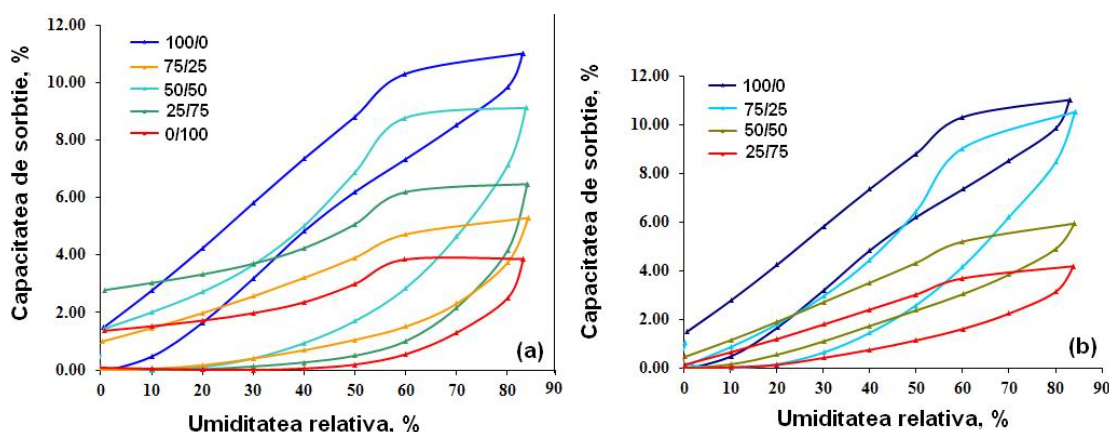 Capacitatea de sorbtie, %
12.00
10.00
8.00
6.00
4.00
2.00
0.00
100/0
75/25
50/50
25/75
0/100
(a)
0 10 20 30 40 50 60 70 80 90
Umiditatea relativa, %
Capacitatea de sorbtie, %
12.00
10.00
8.00
6.00
4.00
2.00
0.00
100/0
75/25
50/50
25/75
(b)
0 10 20 30 40 50 60 70 80 90
Umiditatea relativa, %